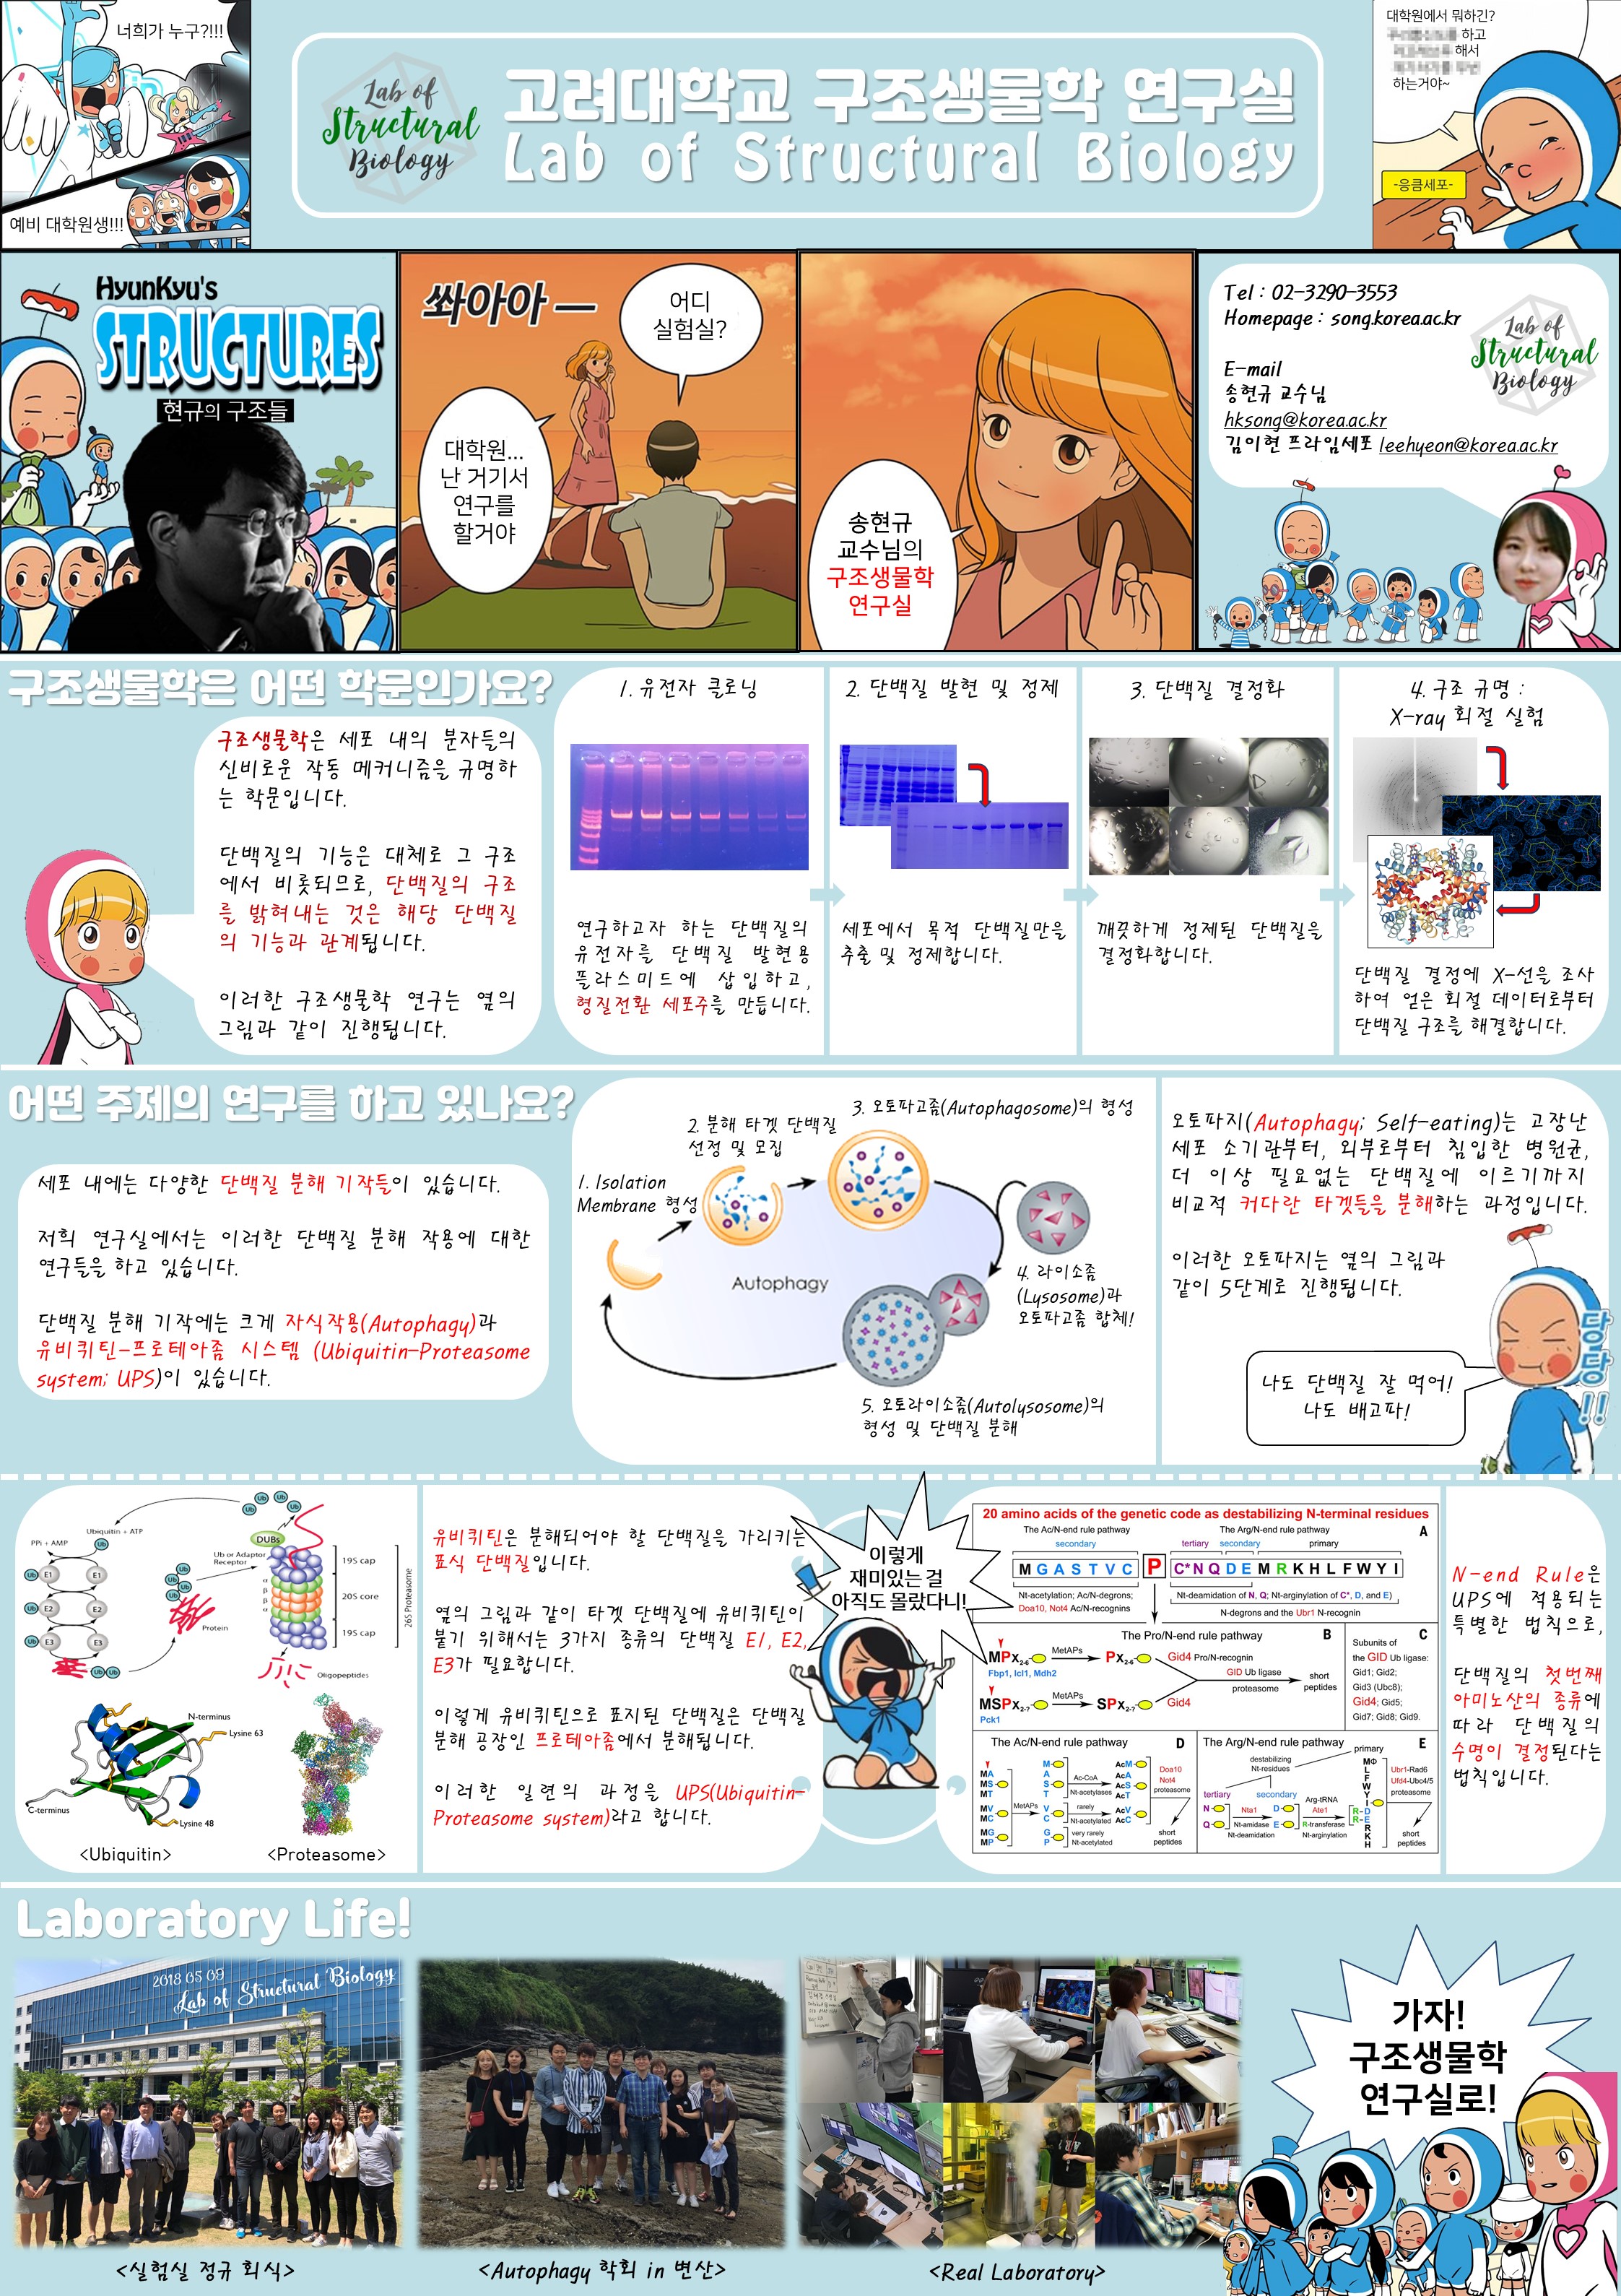 너희가 누구?!!!
예비 대학원생!!!
Lab of
Structural
Biology
고려대학교 구조생물학 연구실
Lab of Structural Biology
대학원에서 뭐하긴?
하고
해서
하는거야~
-응큼세포-
HyunKyu's
STRUCTURES
현규의 구조들
쏴아아 —
어디
실험실?
대학원...
난 거기서
연구를
할거야
송현규
교수님의
구조생물학
연구실
Tel : 02-3290-3553
Homepage : song.korea.ac.kr
E-mail
송현규 교수님
hksong@korea.ac.kr
김이현 프라임세포 leehyeon@korea.ac.kr
Lab of
Structural
Biology
구조생물학은 어떤 학문인가요?
구조생물학은 세포 내의 분자들의
신비로운 작동 메커니즘을 규명하
는 학문입니다.
단백질의 기능은 대체로 그 구조
에서 비롯되므로, 단백질의 구조
를 밝혀내는 것은 해당 단백질
의 기능과 관계됩니다.
이러한 구조생물학 연구는 옆의
그림과 같이 진행됩니다.
1. 유전자 클로닝
연구하고자 하는 단백질의
유전자를 단백질 발현용
플라스미드에 삽입하고,
형질전환 세포주를 만듭니다.
2. 단백질 발현 및 정제
세포에서 목적 단백질만을
추출 및 정제합니다.
3. 단백질 결정화
깨끗하게 정제된 단백질을
결정화합니다.
4. 구조 규명 :
X-ray 회절 실험
단백질 결정에 X-선을 조사
하여 얻은 회절 데이터로부터
단백질 구조를 해결합니다.
어떤 주제의 연구를 하고 있나요?
세포 내에는 다양한 단백질 분해 기작들이 있습니다.
저희 연구실에서는 이러한 단백질 분해 작용에 대한
연구들을 하고 있습니다.
단백질 분해 기작에는 크게 자식작용(Autophagy)과
유비퀴틴-프로테아좀 시스템 (Ubiquitin-Proteasome
system; UPS)이 있습니다.
1. Isolation
Membrane 형성
2. 분해 타겟 단백질
선정 및 모집
3. 오토파고좀(Autophagosome)의 형성
4. 라이소좀
(Lysosome)과
오토파고좀 합체!
Autophagy
5. 오토라이소좀(Autolysosome)의
형성 및 단백질 분해
오토파지(Autophagy; Self-eating)는 고장난
세포 소기관부터, 외부로부터 침입한 병원균,
더 이상 필요없는 단백질에 이르기까지
비교적 커다란 타겟들을 분해하는 과정입니다.
이러한 오토파지는 옆의 그림과
같이 5단계로 진행됩니다.
나도 단백질 잘 먹어!
나도 배고파!
당
당
!!
PPi + AMP
Ubiquitin + ATP
Ub
Ub
E1
E1
Ub
E2
E2
Ub
E3
E3
Ub
Ub
Ub
Ub
Ub
Ub
Protein
Ub
Ub
Ub
DUBs
Ub or Adaptor
Receptor
α
β
β
α
19S cap
20S core
19S cap
26S Proteasome
Oligopeptides
N-terminus
Lysine 63
C-terminus
Lysine 48
<Ubiquitin>
<Proteasome>
유비퀴틴은 분해되어야 할 단백질을 가리키는
표식 단백질입니다.
옆의 그림과 같이 타겟 단백질에 유비퀴틴이
붙기 위해서는 3가지 종류의 단백질 E1, E2,
E3가 필요합니다.
이렇게 유비퀴틴으로 표지된 단백질은 단백질
분해 공장인 프로테아좀에서 분해됩니다.
이러한 일련의 과정을 UPS(Ubiquitin-
Proteasome system)라고 합니다.
이렇게
재미있는 걸
아직도 몰랐다니!
20 amino acids of the genetic code as destabilizing N-terminal residues
The Ac/N-end rule pathway
secondary
The Arg/N-end rule pathway
tertiary secondary primary
A
M G A S T V C P C* N Q D E M R K H L F W Y I
Nt-acetylation; Ac/N-degrons;
Doa10, Not4 Ac/N-recognins
Nt-deamidation of N, Q; Nt-arginylation of C*, D, and E)
N-degrons and the Ubr1 N-recognin
The Pro/N-end rule pathway
B
MPx2-6
MetAPs
Px2-6
Gid4 Pro/N-recognin
Fbp1, Icl1, Mdh2
GID Ub ligase
proteasome
short
peptides
MSPx2-7
MetAPs
SPx2-7
Gid4
Pck1
C
Subunits of
the GID Ub ligase:
Gid1; Gid2;
Gid3 (Ubc8);
Gid4; Gid5;
Gid7; Gid8; Gid9.
The Ac/N-end rule pathway
D
MA
MS
MT
MV
MC
MG
MP
MetAPs
M
A
S
T
V
C
G
P
Ac-CoA
Nt-acetylases
rarely
Nt-acetylated
very rarely
Nt-acetylated
AcM
AcA
AcS
AcT
AcV
AcC
Doa10
Not4
proteasome
short
peptides
The Arg/N-end rule pathway
E
destabilizing
Nt-residues
primary
tertiary
secondary
N
Q
Nta1
Nt-amidase
Nt-deamidation
D
E
Arg-tRNA
Ate1
R-transferase
Nt-arginylation
MΦ
L
F
W
Y
I
R-D
R-E
R
K
H
Ubr1-Rad6
Ufd4-Ubc4/5
proteasome
short
peptides
N-end Rule은
UPS에 적용되는
특별한 법칙으로,
단백질의 첫번째
아미노산의 종류에
따라 단백질의
수명이 결정된다는
법칙입니다.
Laboratory Life!
2018 05 09
Lab of Structural Biology
<실험실 정규 회식>
<Autophagy 학회 in 변산>
<Real Laboratory>
가자!
구조생물학
연구실로!